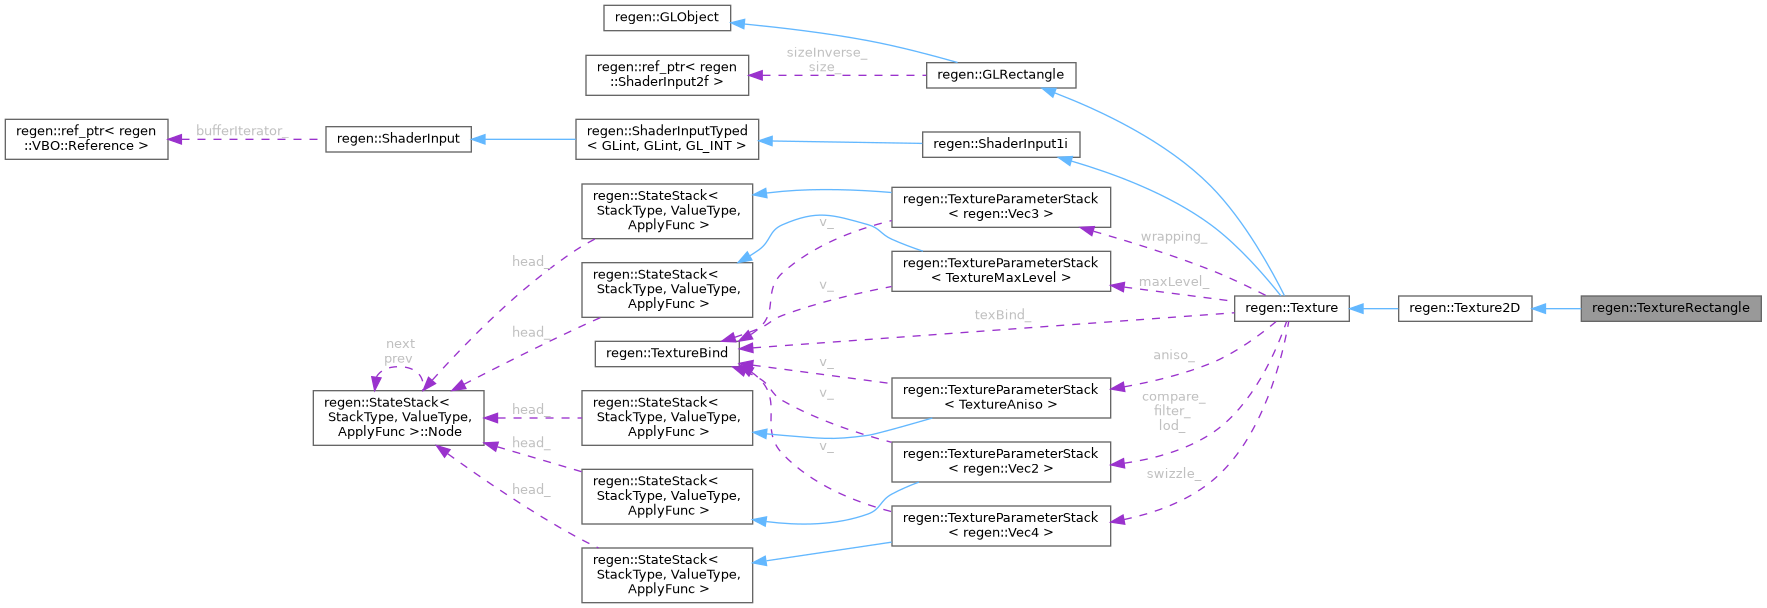 regen::GLObject
sizeInverse_
size_
regen::ref_ptr< regen
::ShaderInput2f >
regen::GLRectangle
regen::ref_ptr< regen
::VBO::Reference >
bufferIterator_
regen::ShaderInput
regen::ShaderInputTyped
< GLint, GLint, GL_INT >
regen::ShaderInput1i
regen::StateStack<
StackType, ValueType,
ApplyFunc >
regen::TextureParameterStack
< regen::Vec3 >
v_
wrapping_
head_
regen::StateStack<
StackType, ValueType,
ApplyFunc >
regen::TextureParameterStack
< TextureMaxLevel >
v_
maxLevel_
texBind_
regen::Texture
regen::Texture2D
regen::TextureRectangle
head_
next
prev
regen::TextureBind
v_
aniso_
regen::StateStack<
StackType, ValueType,
ApplyFunc >::Node
head_
regen::StateStack<
StackType, ValueType,
ApplyFunc >
v_
regen::TextureParameterStack
< TextureAniso >
compare_
filter_
lod_
head_
v_
regen::TextureParameterStack
< regen::Vec2 >
swizzle_
head_
regen::StateStack<
StackType, ValueType,
ApplyFunc >
regen::TextureParameterStack
< regen::Vec4 >
regen::StateStack<
StackType, ValueType,
ApplyFunc >